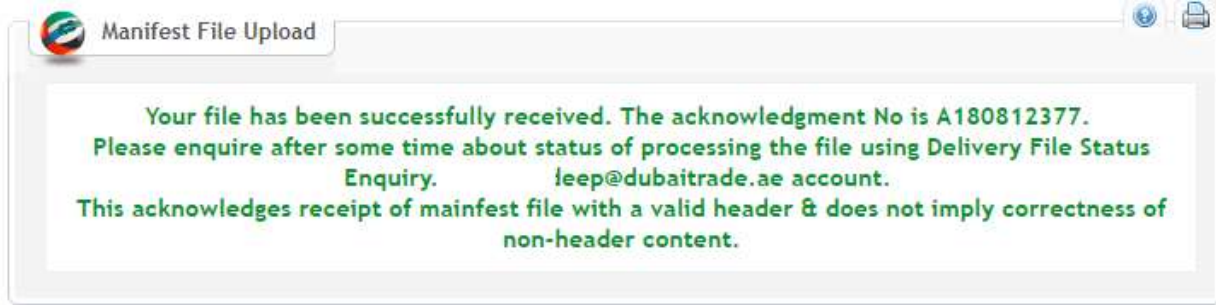 Manifest File Upload
Your file has been successfully received. The acknowledgment No is A180812377.
Please enquire after some time about status of processing the file using Delivery File Status
Enquiry. deep@dubaitrade.ae account.
This acknowledges receipt of mainfest file with a valid header & does not imply correctness of
non-header content.